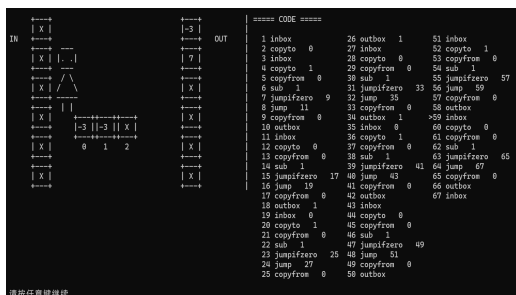 +---+ +---+ | ===== CODE =====
| X | |-3 | |
IN +---+ +---+ OUT | 1 inbox 26 outbox 1 51 inbox
+---+ --- +---+ | 2 copyto 0 27 inbox 52 copyto 1
| X | |. .| | 7 | | 3 inbox 28 copyto 0 53 copyfrom 0
+---+ --- +---+ | 4 copyto 1 29 copyfrom 0 54 sub 1
+---+ / \ +---+ | 5 copyfrom 0 30 sub 1 55 jumpifzero 57
| X | / \ | X | | 6 sub 1 31 jumpifzero 33 56 jump 59
+---+ ----- +---+ | 7 jumpifzero 9 32 jump 35 57 copyfrom 0
+---+ | | +---+ | 8 jump 11 33 copyfrom 0 58 outbox
| X | +---++---++---+ | X | | 9 copyfrom 0 34 outbox 1 >59 inbox
+---+ |-3 ||-3 || X | +---+ | 10 outbox 35 inbox 0 60 copyto 0
+---+ +---++---++---+ +---+ | 11 inbox 36 copyto 1 61 copyfrom 0
| X | 0 1 2 | X | | 12 copyto 0 37 copyfrom 0 62 sub 1
+---+ +---+ | 13 copyfrom 0 38 sub 1 63 jumpifzero 65
+---+ +---+ | 14 sub 1 39 jumpifzero 41 64 jump 67
| X | | X | | 15 jumpifzero 17 40 jump 43 65 copyfrom 0
+---+ +---+ | 16 jump 19 41 copyfrom 0 66 outbox
17 copyfrom 0 42 outbox 67 inbox
18 outbox 1 43 inbox
19 inbox 0 44 copyto 0
20 copyto 1 45 copyfrom 0
21 copyfrom 0 46 sub 1
22 sub 1 47 jumpifzero 49
23 jumpifzero 25 48 jump 51
24 jump 27 49 copyfrom 0
25 copyfrom 0 50 outbox
请按任意键继续